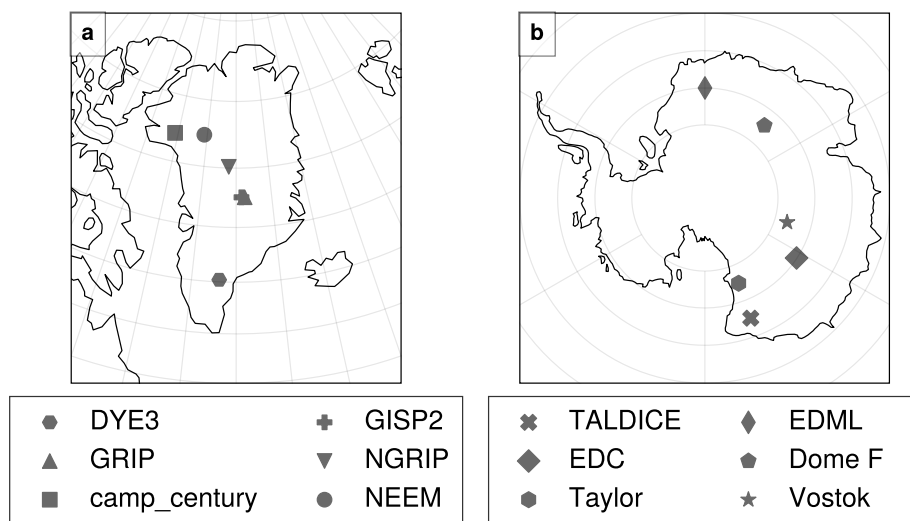 a
b
DYE3 GISP2
GRIP NGRIP
camp_century NEEM
TALDICE EDML
EDC Dome F
Taylor Vostok